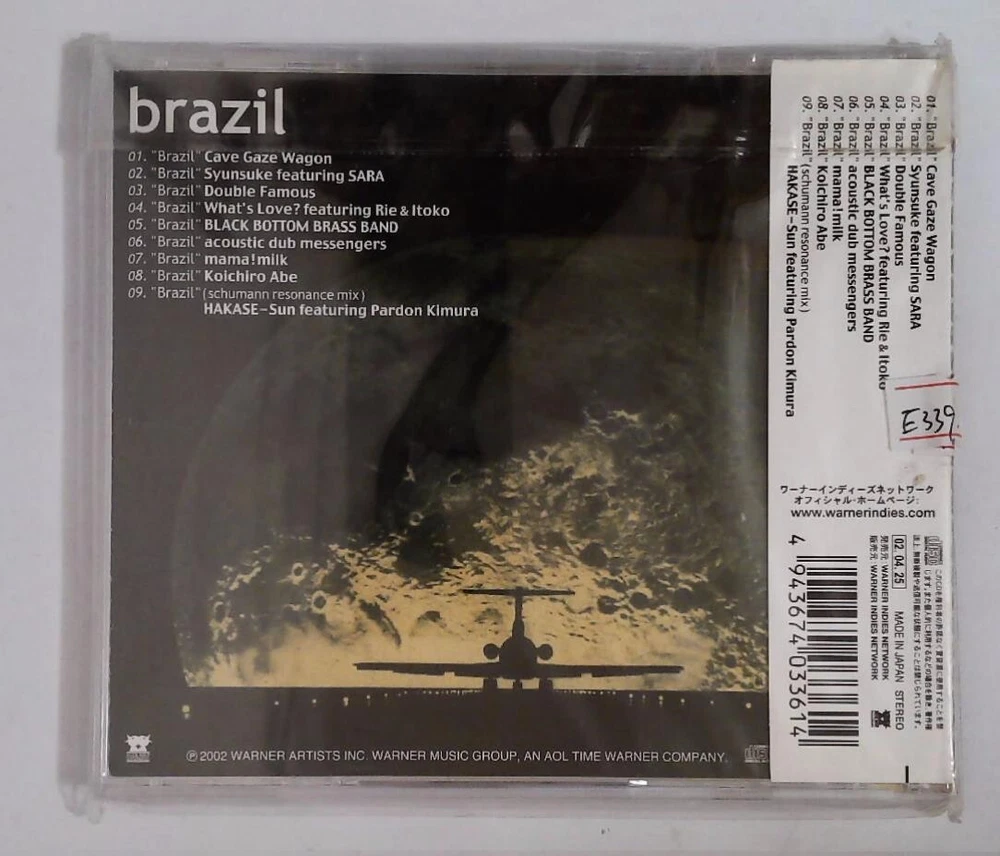 brazil
01. "Brazil" Cave Gaze Wagon
02. "Brazil" Syunsuke featuring SARA
03. "Brazil" Double Famous
04. "Brazil" What's Love? featuring Rie & Itoko
05. "Brazil" BLACK BOTTOM BRASS BAND
06. "Brazil" acoustic dub messengers
07. "Brazil" mama!milk
08. "Brazil" Koichiro Abe
09. "Brazil" (schumann resonance mix)
HAKASE-Sun featuring Pardon Kimura
℗2002 WARNER ARTISTS INC. WARNER MUSIC GROUP, AN AOL TIME WARNER COMPANY.
01. "Brazil" Cave Gaze Wagon
02. "Brazil" Syunsuke featuring SARA
03. "Brazil" Double Famous
04. "Brazil" What's Love? featuring Rie & Itoko
05. "Brazil" BLACK BOTTOM BRASS BAND
06. "Brazil" acoustic dub messengers
07. "Brazil" mama!milk
08. "Brazil" Koichiro Abe
09. "Brazil" (schumann resonance mix)
HAKASE-Sun featuring Pardon Kimura
E339
ワーナーインディーズネットワーク
オフィシャル・ホームページ:
www.warnerindies.com
02.04.25 MADE IN JAPAN STEREO
発売元: WARNER INDIES NETWORK
販売元: WARNER INDIES NETWORK
4 943674 033614